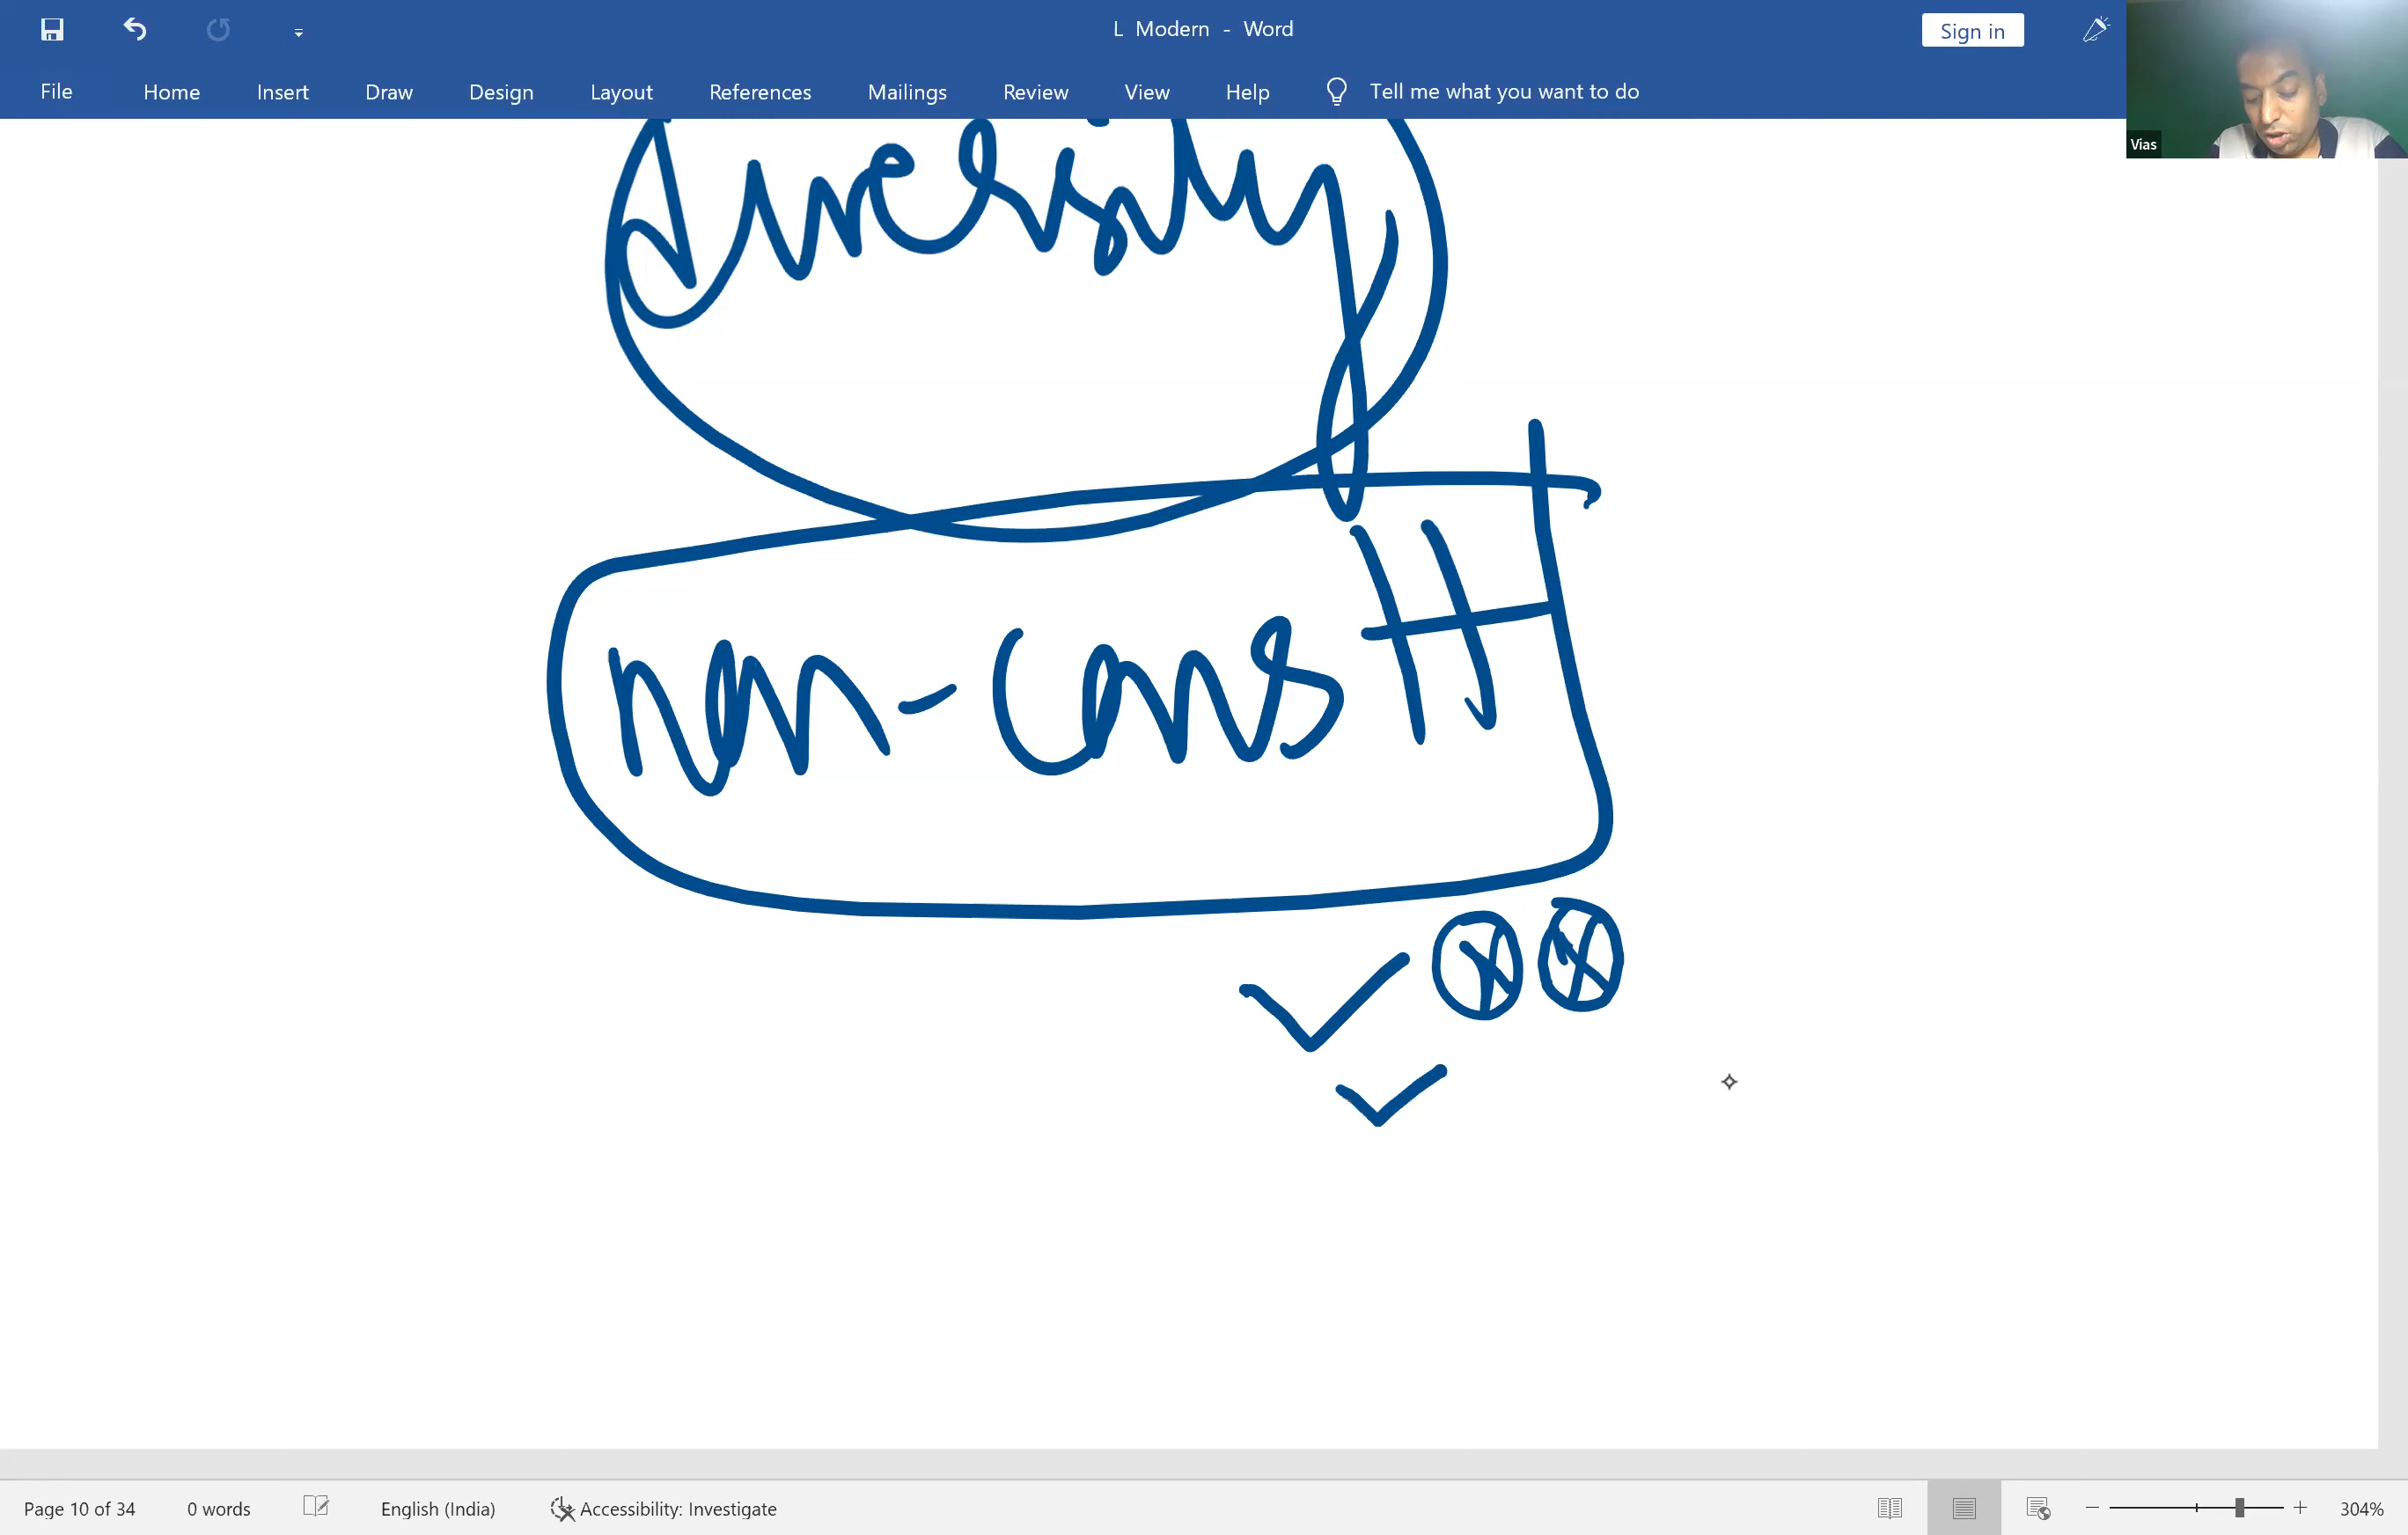 L Modern - Word
Sign in
File Home Insert Draw Design Layout References Mailings Review View Help Tell me what you want to do
Vias
diversity
non-cons
Page 10 of 34 0 words English (India) Accessibility: Investigate 304%